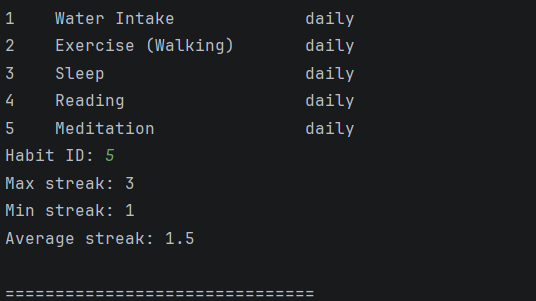 1    Water Intake             daily
2    Exercise (Walking)       daily
3    Sleep                    daily
4    Reading                  daily
5    Meditation               daily
Habit ID: 5
Max streak: 3
Min streak: 1
Average streak: 1.5

===============================